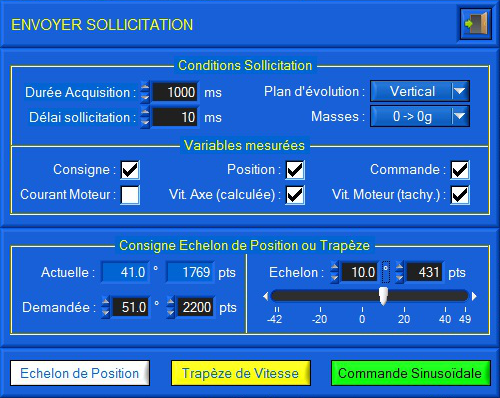 ENVOYER SOLLICITATION
Conditions Sollicitation
Durée Acquisition : 1000 ms Plan d'évolution : Vertical
Délai sollicitation : 10 ms Masses : 0 -> 0g
Variables mesurées
Consigne : Position : Commande :
Courant Moteur : Vit. Axe (calculée) : Vit. Moteur (tachy.) :
Consigne Echelon de Position ou Trapèze
Actuelle : 41.0 ° 1769 pts Echelon : 10.0 ° 431 pts
Demandée : 51.0 ° 2200 pts
-42 -20 0 20 40 49
Echelon de Position Trapèze de Vitesse Commande Sinusoïdale